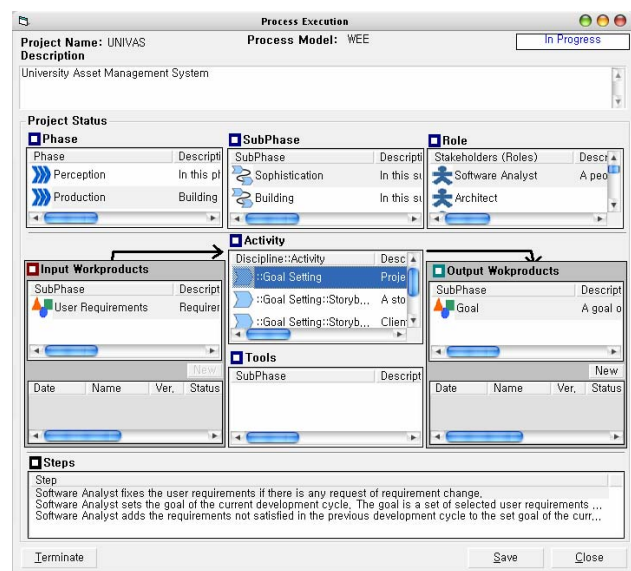 Process Execution
Project Name: UNIVAS Process Model: WEE In Progress
Description
University Asset Management System
Project Status
Phase
Phase Descripti
Perception In this ph
Production Building
SubPhase
SubPhase Descripti
Sophistication In this su
Building In this su
Role
Stakeholders (Roles) Descr
Software Analyst A peo
Architect
Input Workproducts
SubPhase Descript
User Requirements Requirer
New
Date Name Ver, Status
Activity
Discipline::Activity Desc
::Goal Setting Proje
::Goal Setting::Storyb... A sto
::Goal Setting::Storyb... Clien
Tools
SubPhase Descript
Output Wokproducts
SubPhase Descript
Goal A goal o
New
Date Name Ver, Status
Steps
Step
Software Analyst fixes the user requirements if there is any request of requirement change,
Software Analyst sets the goal of the current development cycle, The goal is a set of selected user requirements ...
Software Analyst adds the requirements not satisfied in the previous development cycle to the set goal of the curr...
Terminate Save Close